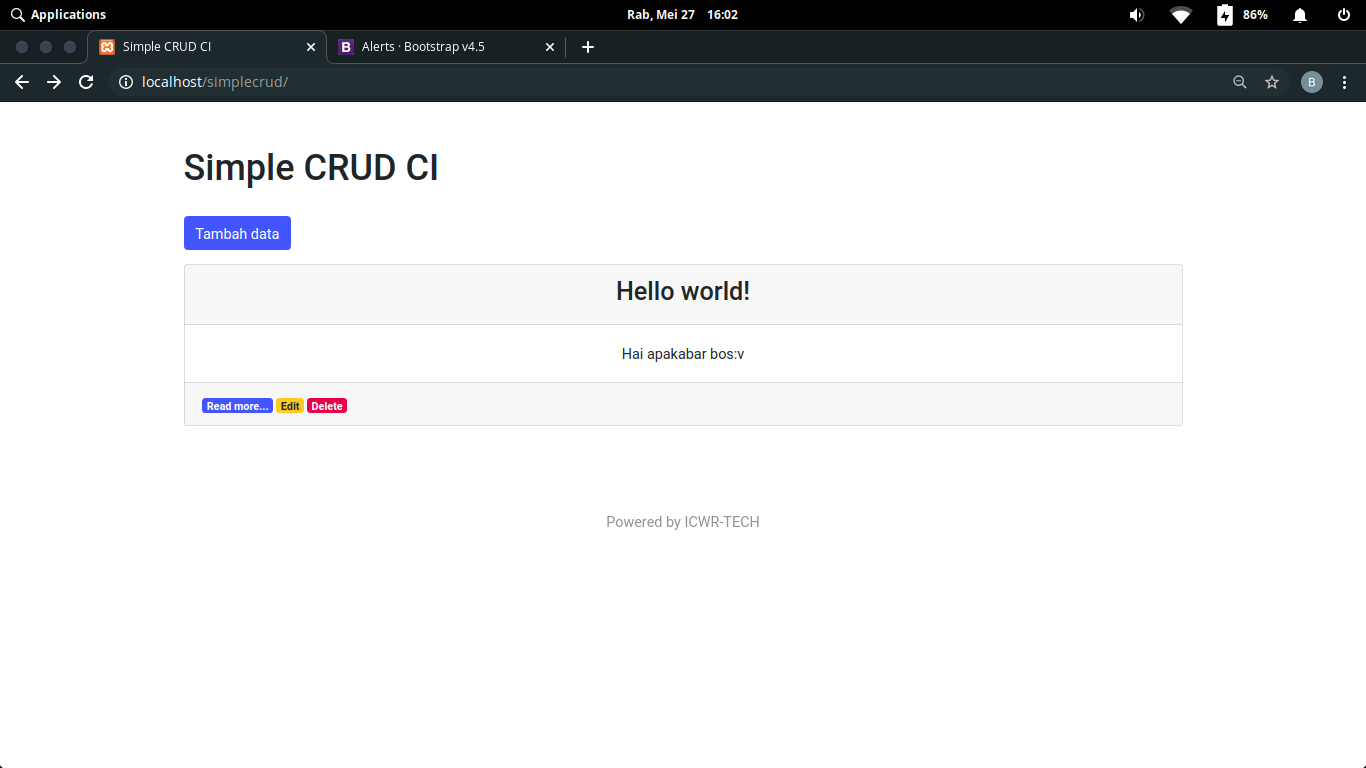 Applications Rab, Mei 27 16:02 86%
Simple CRUD CI Alerts · Bootstrap v4.5
localhost/simplecrud/ B
Simple CRUD CI
Tambah data
Hello world!
Hai apakabar bos:v
Read more... Edit Delete
Powered by ICWR-TECH